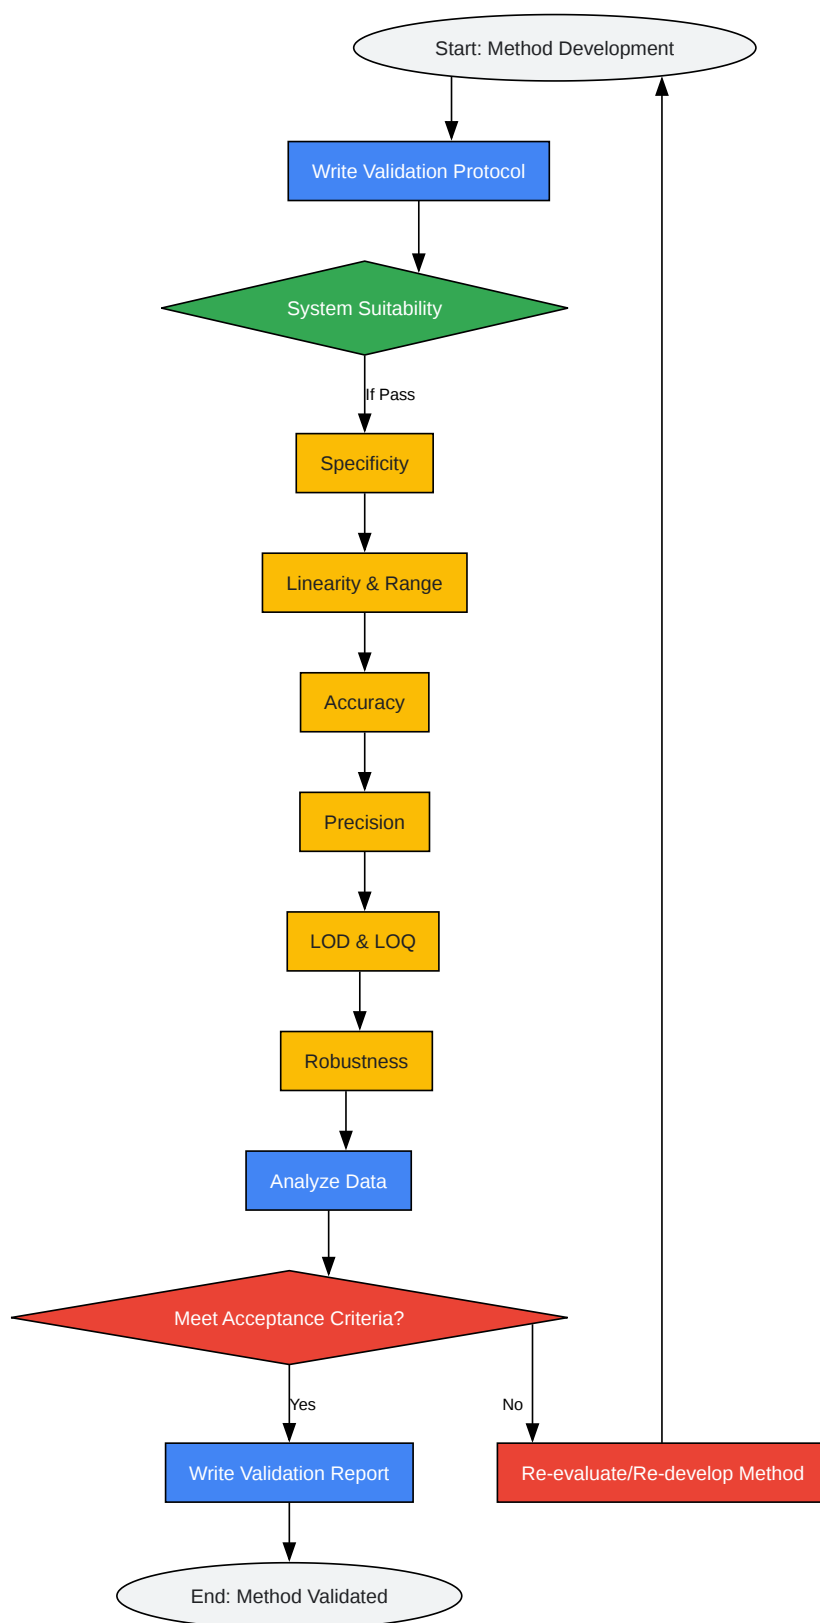 Start: Method Development
Write Validation Protocol
System Suitability
If Pass
Specificity
Linearity & Range
Accuracy
Precision
LOD & LOQ
Robustness
Analyze Data
Meet Acceptance Criteria?
Yes
No
Write Validation Report
Re-evaluate/Re-develop Method
End: Method Validated